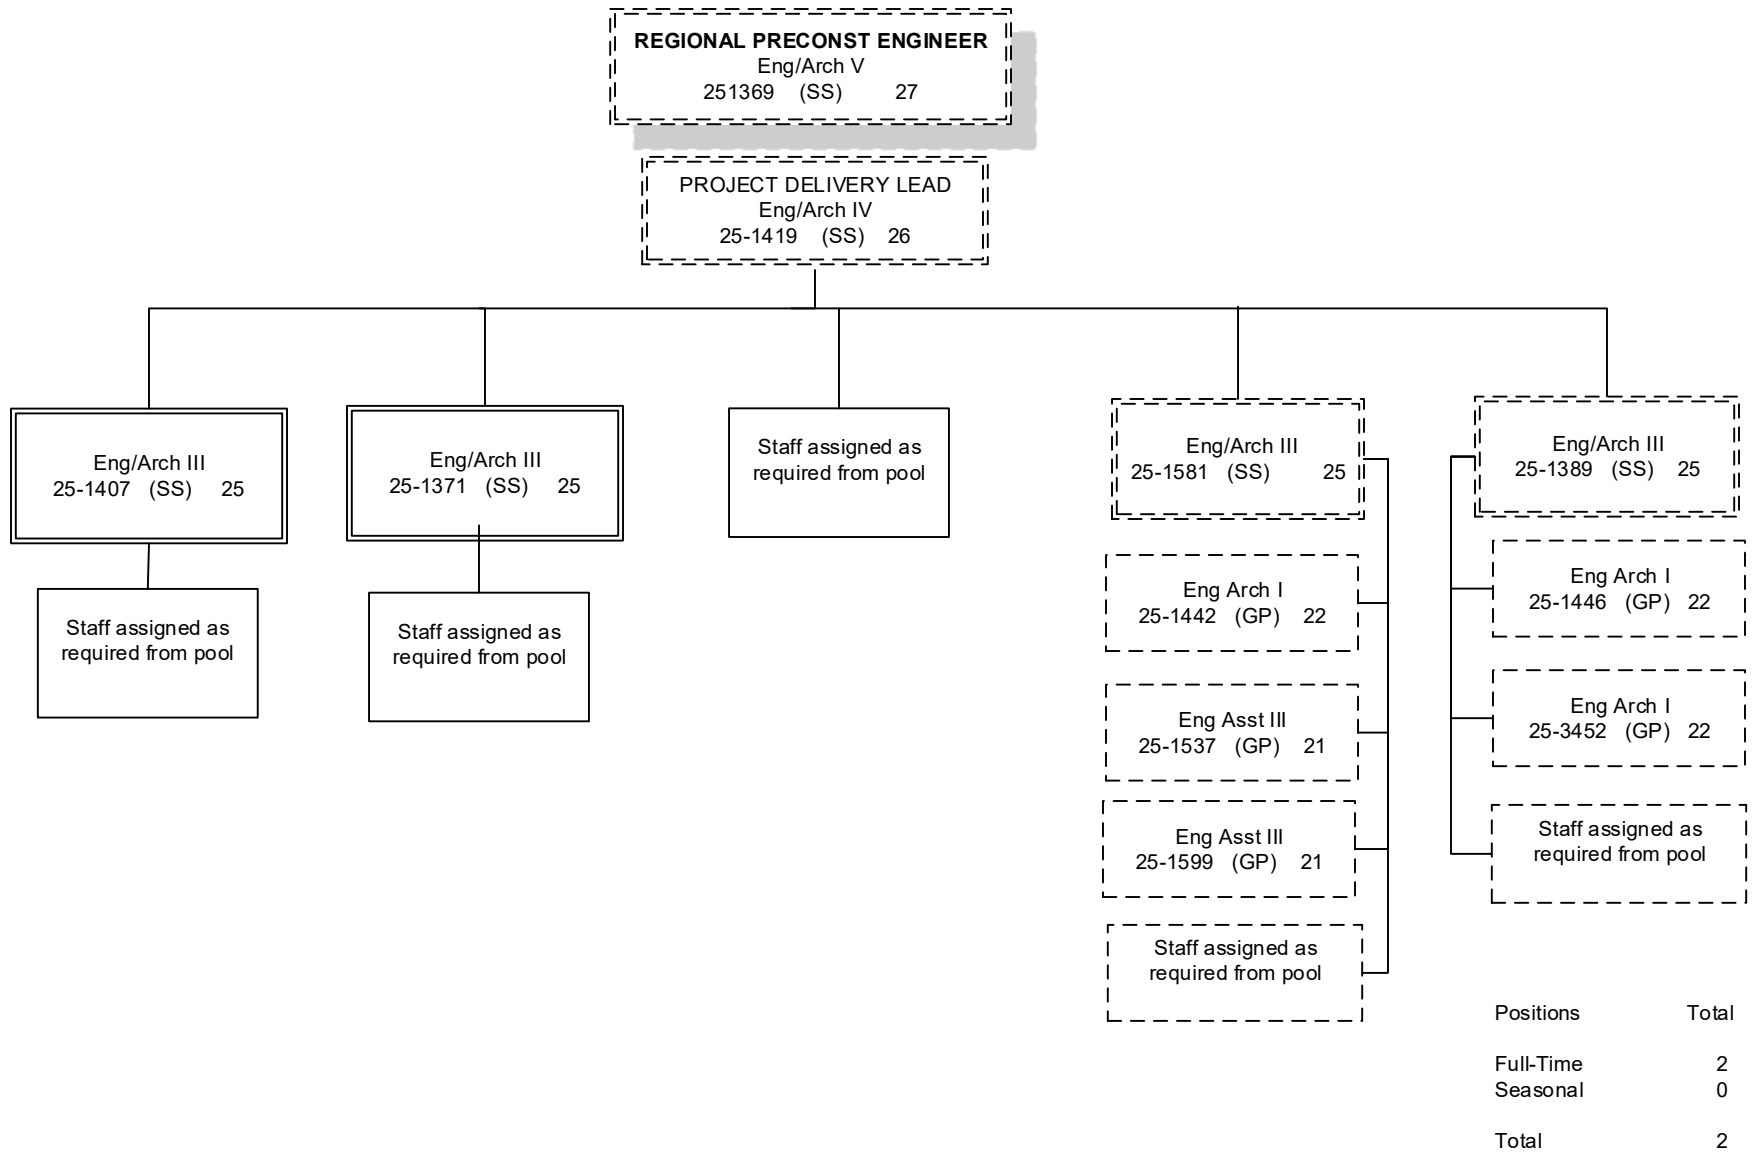 REGIONAL PRECONST ENGINEER
Eng/Arch V
251369 (SS) 27
PROJECT DELIVERY LEAD
Eng/Arch IV
25-1419 (SS) 26
Eng/Arch III
25-1407 (SS) 25
Staff assigned as
required from pool
Eng/Arch III
25-1371 (SS) 25
Staff assigned as
required from pool
Staff assigned as
required from pool
Eng/Arch III
25-1581 (SS) 25
Eng Arch I
25-1442 (GP) 22
Eng Asst III
25-1537 (GP) 21
Eng Asst III
25-1599 (GP) 21
Staff assigned as
required from pool
Eng/Arch III
25-1389 (SS) 25
Eng Arch I
25-1446 (GP) 22
Eng Arch I
25-3452 (GP) 22
Staff assigned as
required from pool
Positions Total
Full-Time 2
Seasonal 0
Total 2